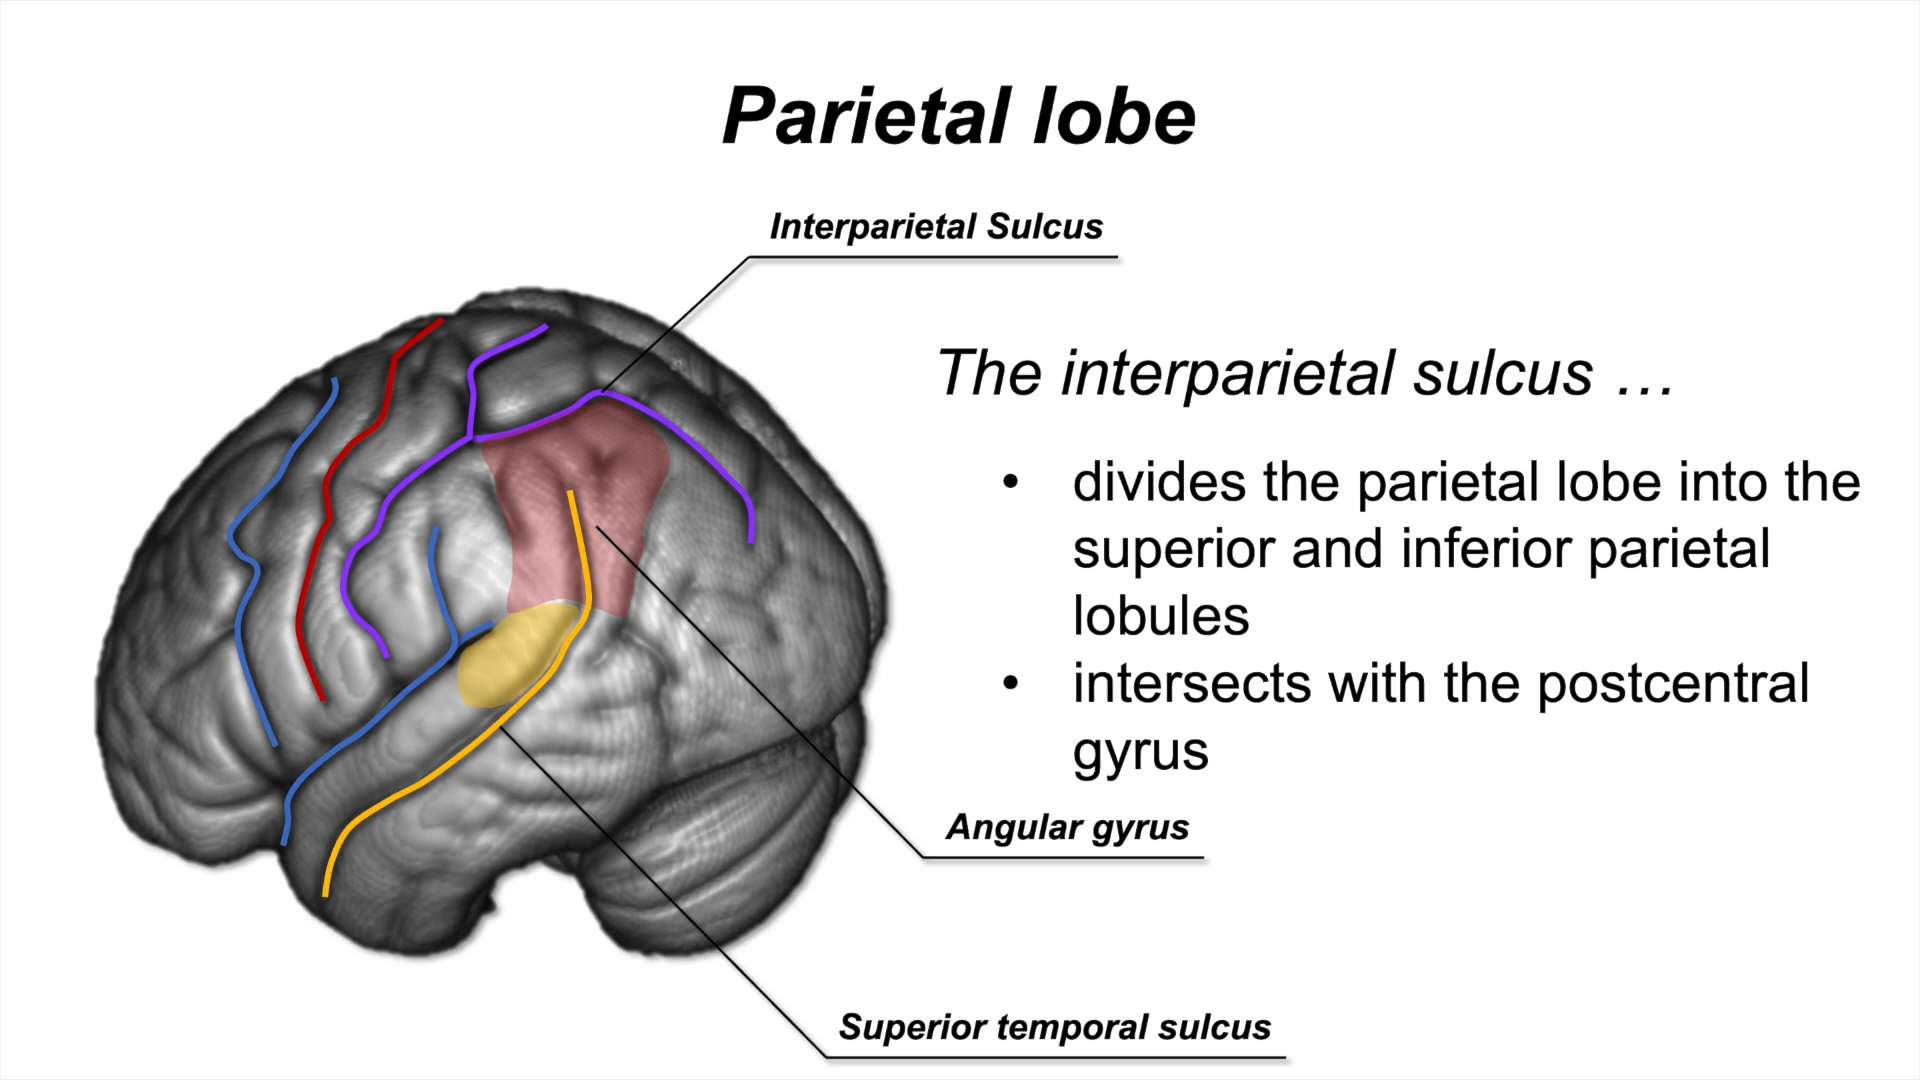 Parietal lobe
Interparietal Sulcus
The interparietal sulcus …
• divides the parietal lobe into the
superior and inferior parietal
lobules
• intersects with the postcentral
gyrus
Angular gyrus
Superior temporal sulcus